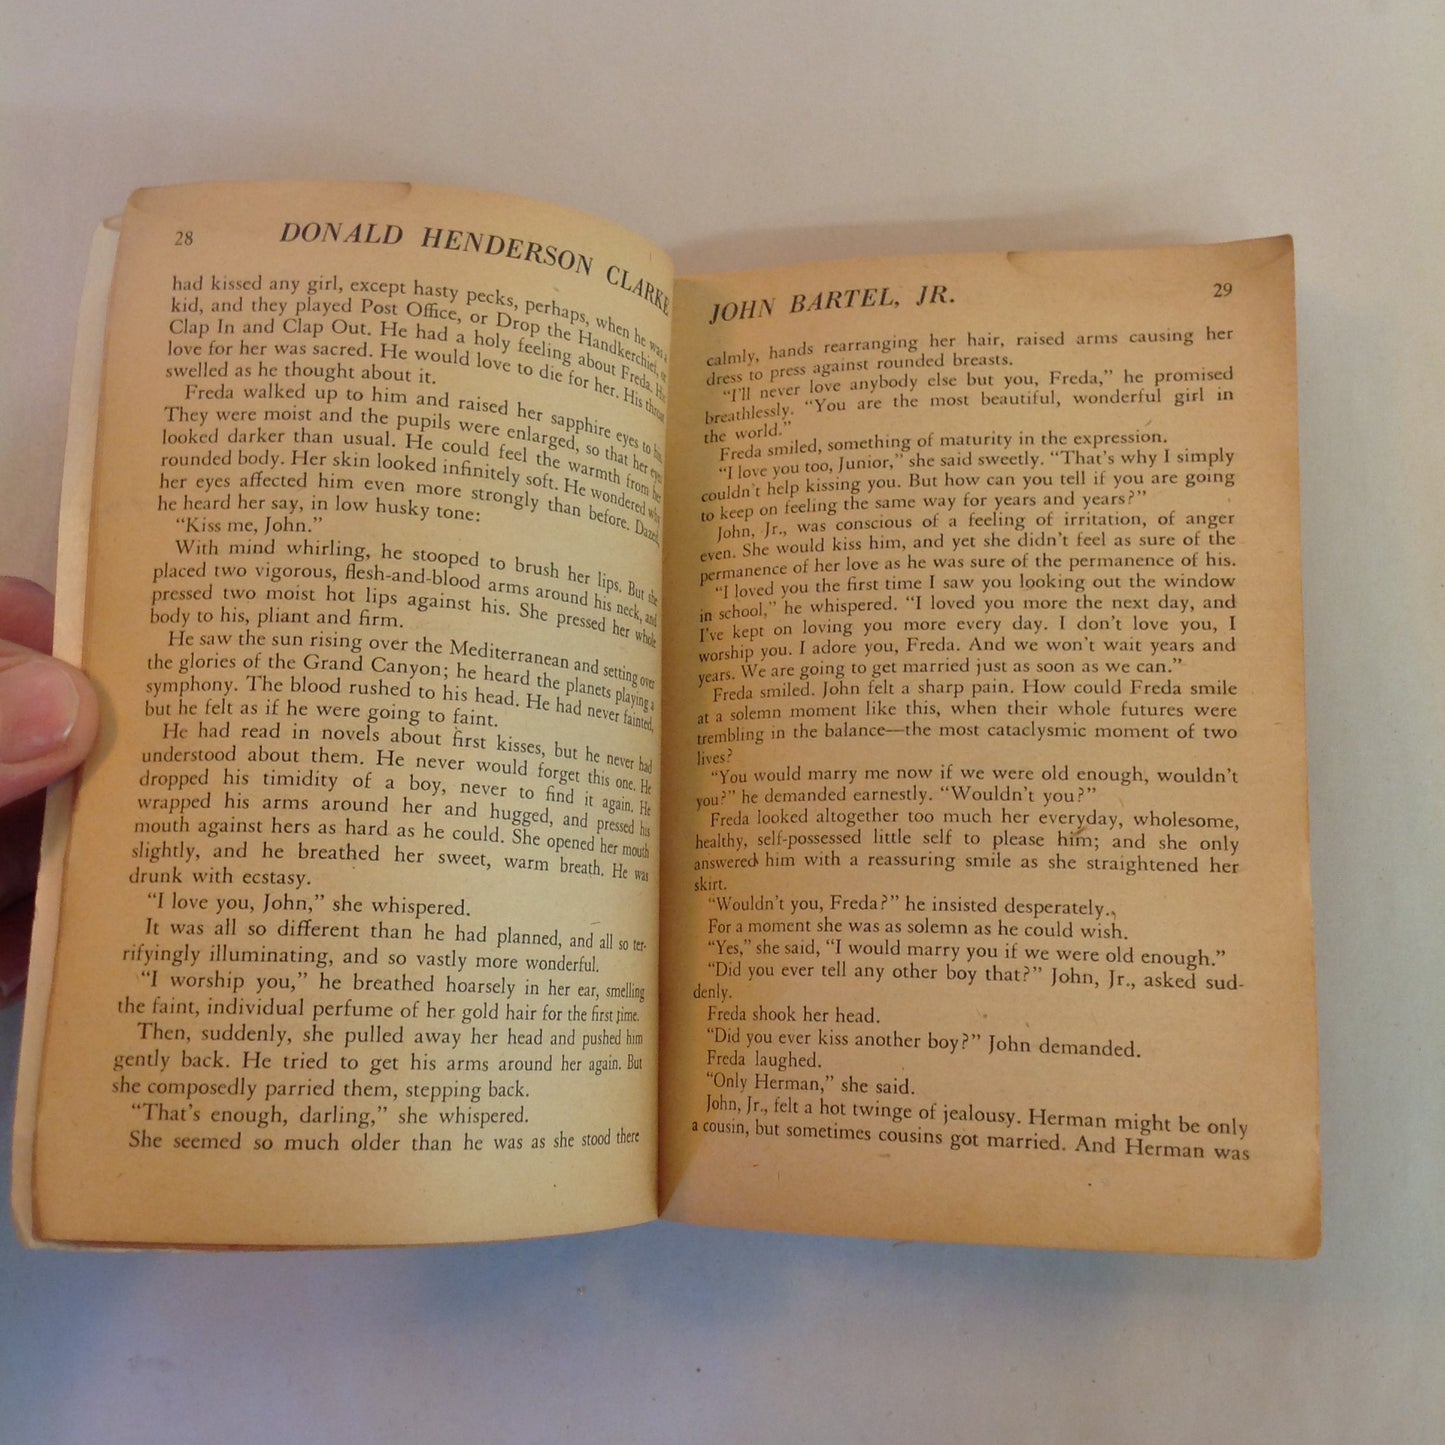 28
DONALD HENDERSON CLARKE
had kissed any girl, except hasty pecks, perhaps, when he was a
kid, and they played Post Office, or Drop the Handkerchief, or
Clap In and Clap Out. He had a holy feeling about Freda. His
love for her was sacred. He would love to die for her. His throat
swelled as he thought about it.
Freda walked up to him and raised her sapphire eyes to his.
They were moist and the pupils were enlarged, so that her eyes
looked darker than usual. He could feel the warmth from her
rounded body. Her skin looked infinitely soft. He wondered why
her eyes affected him even more strongly than before. Dazed,
he heard her say, in low husky tone:
"Kiss me, John."
With mind whirling, he stooped to brush her lips. But she
placed two vigorous, flesh-and-blood arms around his neck, and
pressed two moist hot lips against his. She pressed her whole
body to his, pliant and firm.
He saw the sun rising over the Mediterranean and setting over
the glories of the Grand Canyon; he heard the planets playing a
symphony. The blood rushed to his head. He had never fainted,
but he felt as if he were going to faint.
He had read in novels about first kisses, but he never had
understood about them. He never would forget this one. He
dropped his timidity of a boy, never to find it again. He
wrapped his arms around her and hugged, and pressed his
mouth against hers as hard as he could. She opened her mouth
slightly, and he breathed her sweet, warm breath. He was
drunk with ecstasy.
"I love you, John," she whispered.
It was all so different than he had planned, and all so ter-
rifyingly illuminating, and so vastly more wonderful.
"I worship you," he breathed hoarsely in her ear, smelling
the faint, individual perfume of her gold hair for the first time.
Then, suddenly, she pulled away her head and pushed him
gently back. He tried to get his arms around her again. But
she composedly parried them, stepping back.
"That's enough, darling," she whispered.
She seemed so much older than he was as she stood there
JOHN BARTEL, JR.
29
calmly, hands rearranging her hair, raised arms causing her
dress to press against rounded breasts.
"I'll never love anybody else but you, Freda," he promised
breathlessly. "You are the most beautiful, wonderful girl in
the world."
Freda smiled, something of maturity in the expression.
"I love you too, Junior," she said sweetly. "That's why I simply
couldn't help kissing you. But how can you tell if you are going
to keep on feeling the same way for years and years?"
John, Jr., was conscious of a feeling of irritation, of anger
even. She would kiss him, and yet she didn't feel as sure of the
permanence of her love as he was sure of the permanence of his.
"I loved you the first time I saw you looking out the window
in school," he whispered. "I loved you more the next day, and
I've kept on loving you more every day. I don't love you, I
worship you. I adore you, Freda. And we won't wait years and
years. We are going to get married just as soon as we can."
Freda smiled. John felt a sharp pain. How could Freda smile
at a solemn moment like this, when their whole futures were
trembling in the balance—the most cataclysmic moment of two
lives?
"You would marry me now if we were old enough, wouldn't
you?" he demanded earnestly. "Wouldn't you?"
Freda looked altogether too much her everyday, wholesome,
healthy, self-possessed little self to please him; and she only
answered him with a reassuring smile as she straightened her
skirt.
"Wouldn't you, Freda?" he insisted desperately.
For a moment she was as solemn as he could wish.
"Yes," she said, "I would marry you if we were old enough."
"Did you ever tell any other boy that?" John, Jr., asked sud-
denly.
Freda shook her head.
"Did you ever kiss another boy?" John demanded.
Freda laughed.
"Only Herman," she said.
John, Jr., felt a hot twinge of jealousy. Herman might be only
a cousin, but sometimes cousins got married. And Herman was